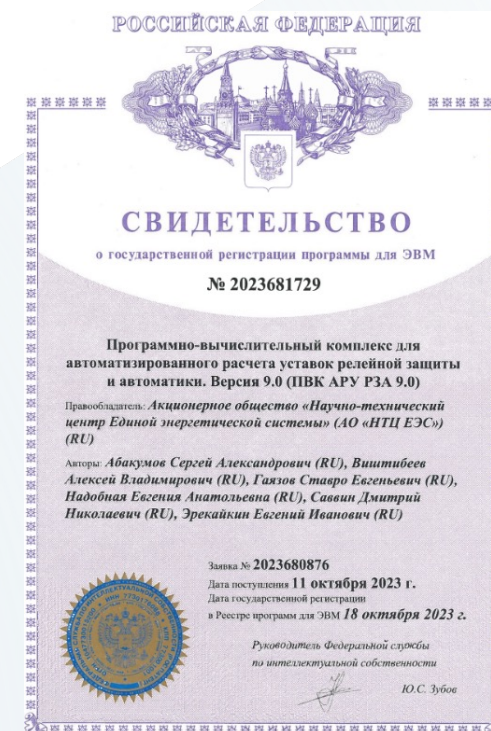 РОССИЙСКАЯ ФЕДЕРАЦИЯ
СВИДЕТЕЛЬСТВО
о государственной регистрации программы для ЭВМ
№ 2023681729
Программно-вычислительный комплекс для
автоматизированного расчета уставок релейной защиты
и автоматики. Версия 9.0 (ПВК АРУ РЗА 9.0)
Правообладатель: Акционерное общество «Научно-технический
центр Единой энергетической системы» (АО «НТЦ ЕЭС»)
(RU)
Авторы: Абакумов Сергей Александрович (RU), Виштибеев
Алексей Владимирович (RU), Гаязов Ставро Евгеньевич (RU),
Надобная Евгения Анатольевна (RU), Саввин Дмитрий
Николаевич (RU), Эрекайкин Евгений Иванович (RU)
Заявка № 2023680876
Дата поступления 11 октября 2023 г.
Дата государственной регистрации
в Реестре программ для ЭВМ 18 октября 2023 г.
Руководитель Федеральной службы
по интеллектуальной собственности
Ю.С. Зубов